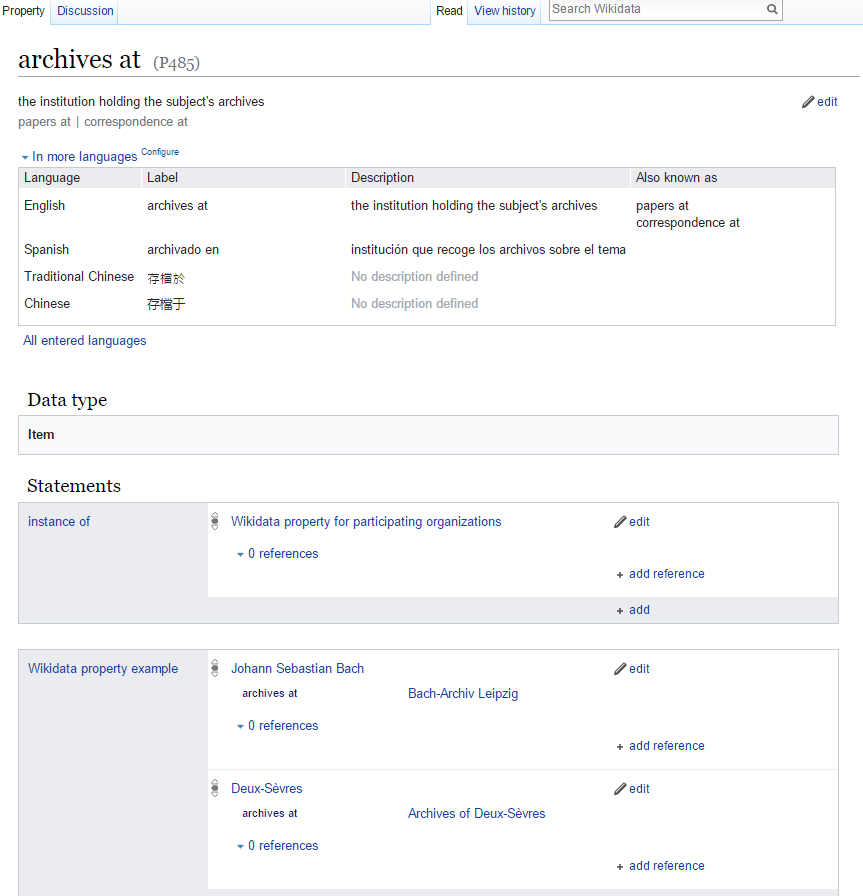 Property Discussion Read View history Search Wikidata
archives at (P485)
the institution holding the subject's archives edit
papers at | correspondence at
In more languages Configure
Language Label Description Also known as
English archives at the institution holding the subject's archives papers at
correspondence at
Spanish archivado en institución que recoge los archivos sobre el tema
Traditional Chinese 存檔於 No description defined
Chinese 存檔于 No description defined
All entered languages
Data type
Item
Statements
instance of Wikidata property for participating organizations edit
0 references
+ add reference
+ add
Wikidata property example Johann Sebastian Bach edit
archives at Bach-Archiv Leipzig
0 references
+ add reference
Deux-Sèvres edit
archives at Archives of Deux-Sèvres
0 references
+ add reference